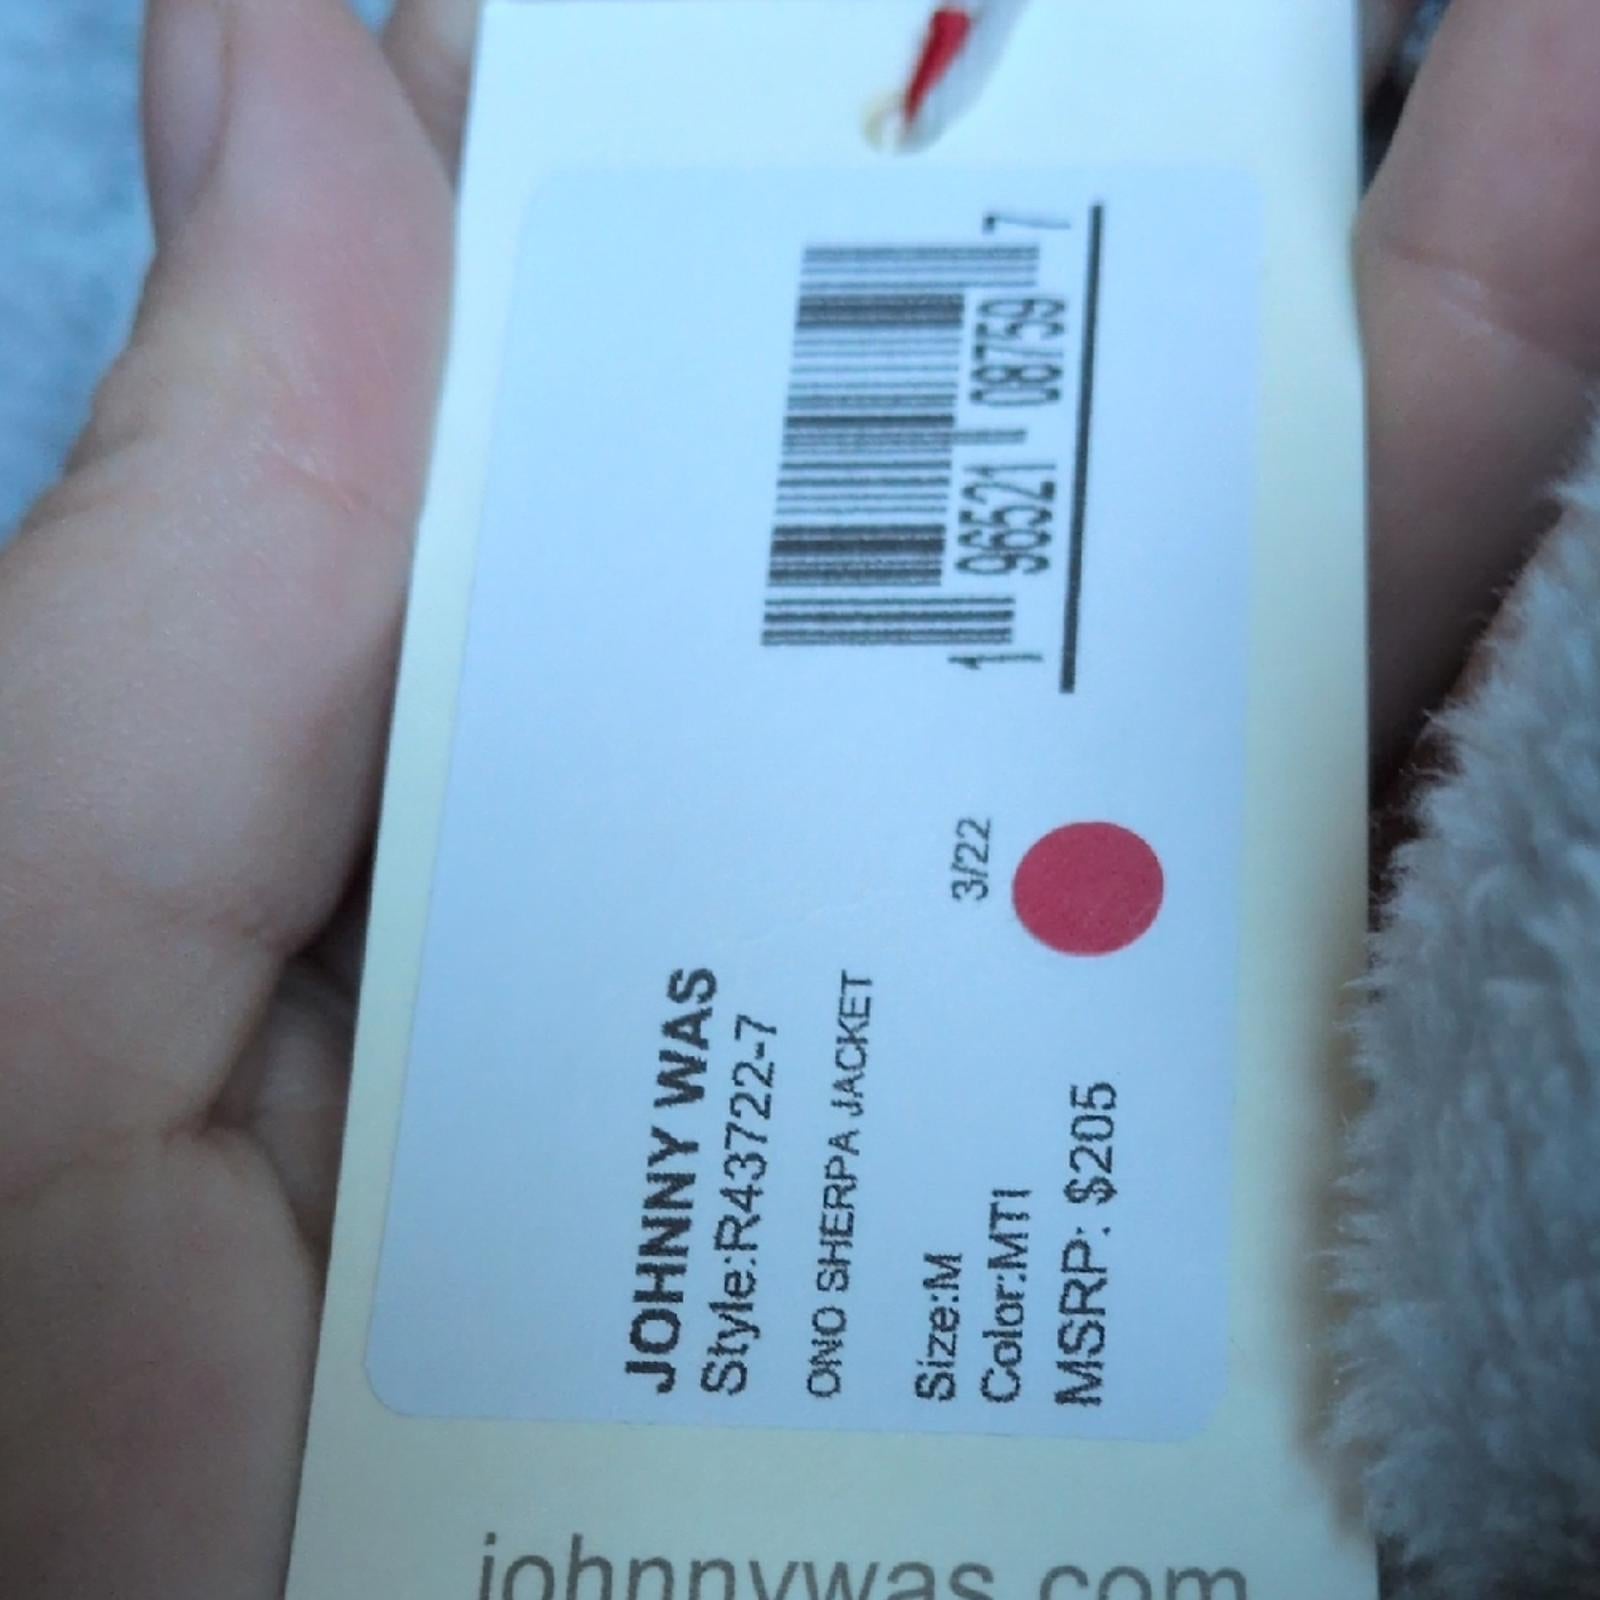 JOHNNY WAS
Style:R43722-7
ONO SHERPA JACKET
Size:M
3/22
Color:MTI
MSRP: $205
1 96521 08759 7
johnnywas.com